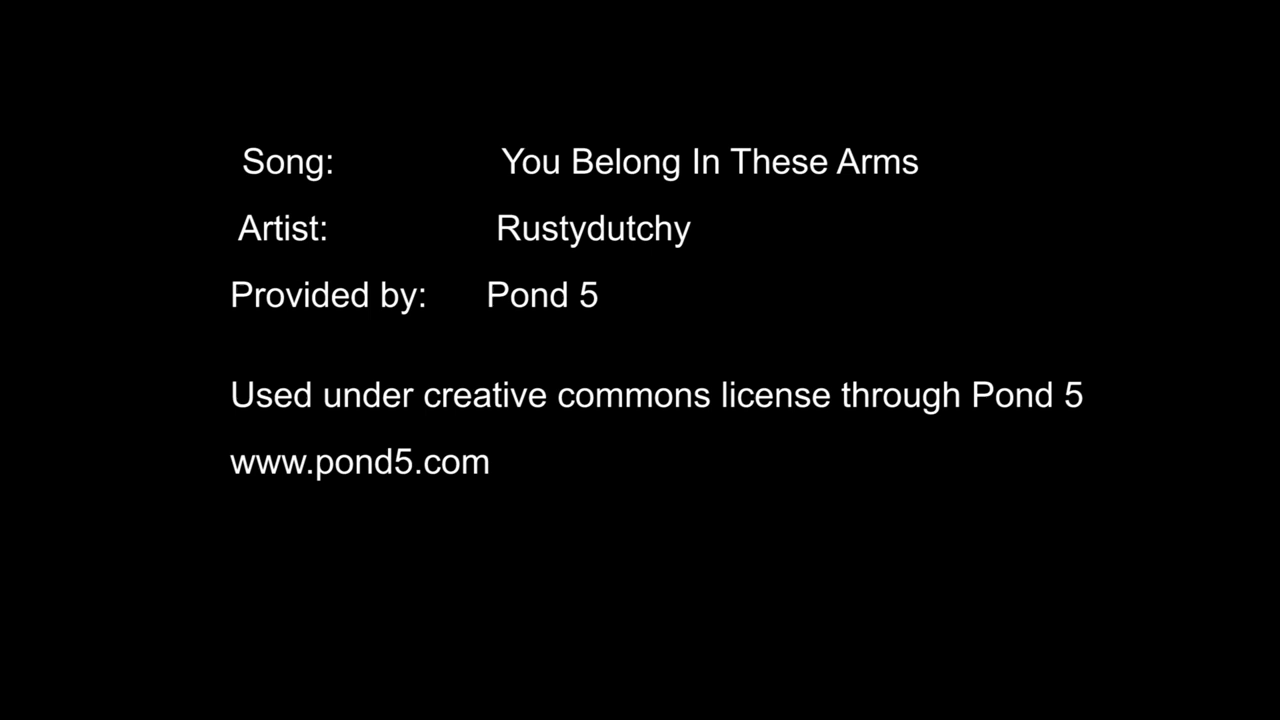 Song: You Belong In These Arms
Artist: Rustydutchy
Provided by: Pond 5
Used under creative commons license through Pond 5
www.pond5.com